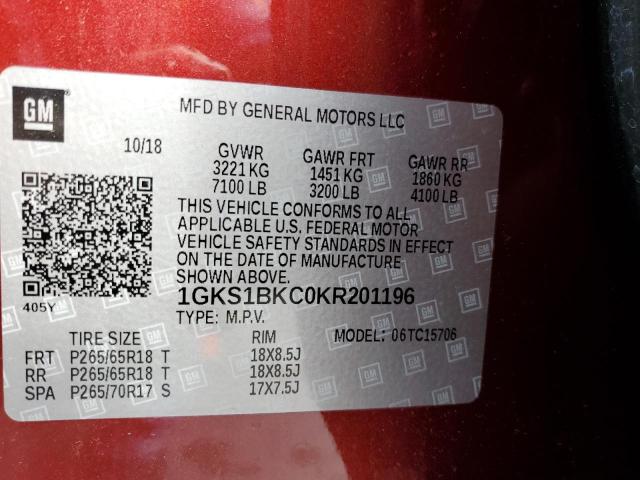 GM
MFD BY GENERAL MOTORS LLC
10/18
GVWR GAWR FRT GAWR RR
3221 KG 1451 KG 1860 KG
7100 LB 3200 LB 4100 LB
THIS VEHICLE CONFORMS TO ALL
APPLICABLE U.S. FEDERAL MOTOR
VEHICLE SAFETY STANDARDS IN EFFECT
ON THE DATE OF MANUFACTURE
SHOWN ABOVE.
1GKS1BKC0KR201196
405Y
TYPE: M.P.V.
MODEL: 06TC15706
TIRE SIZE RIM
FRT P265/65R18 T 18X8.5J
RR P265/65R18 T 18X8.5J
SPA P265/70R17 S 17X7.5J